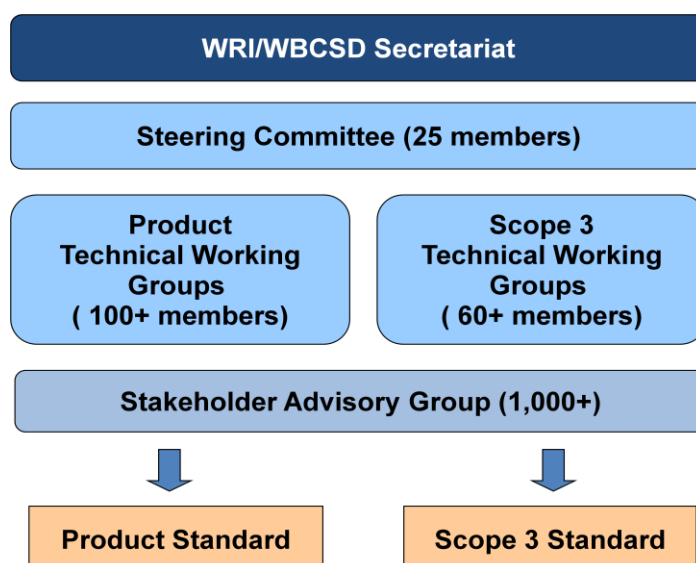 WRI/WBCSD Secretariat
Steering Committee (25 members)
Product
Technical Working
Groups
( 100+ members)
Scope 3
Technical Working
Groups
( 60+ members)
Stakeholder Advisory Group (1,000+)
Product Standard
Scope 3 Standard